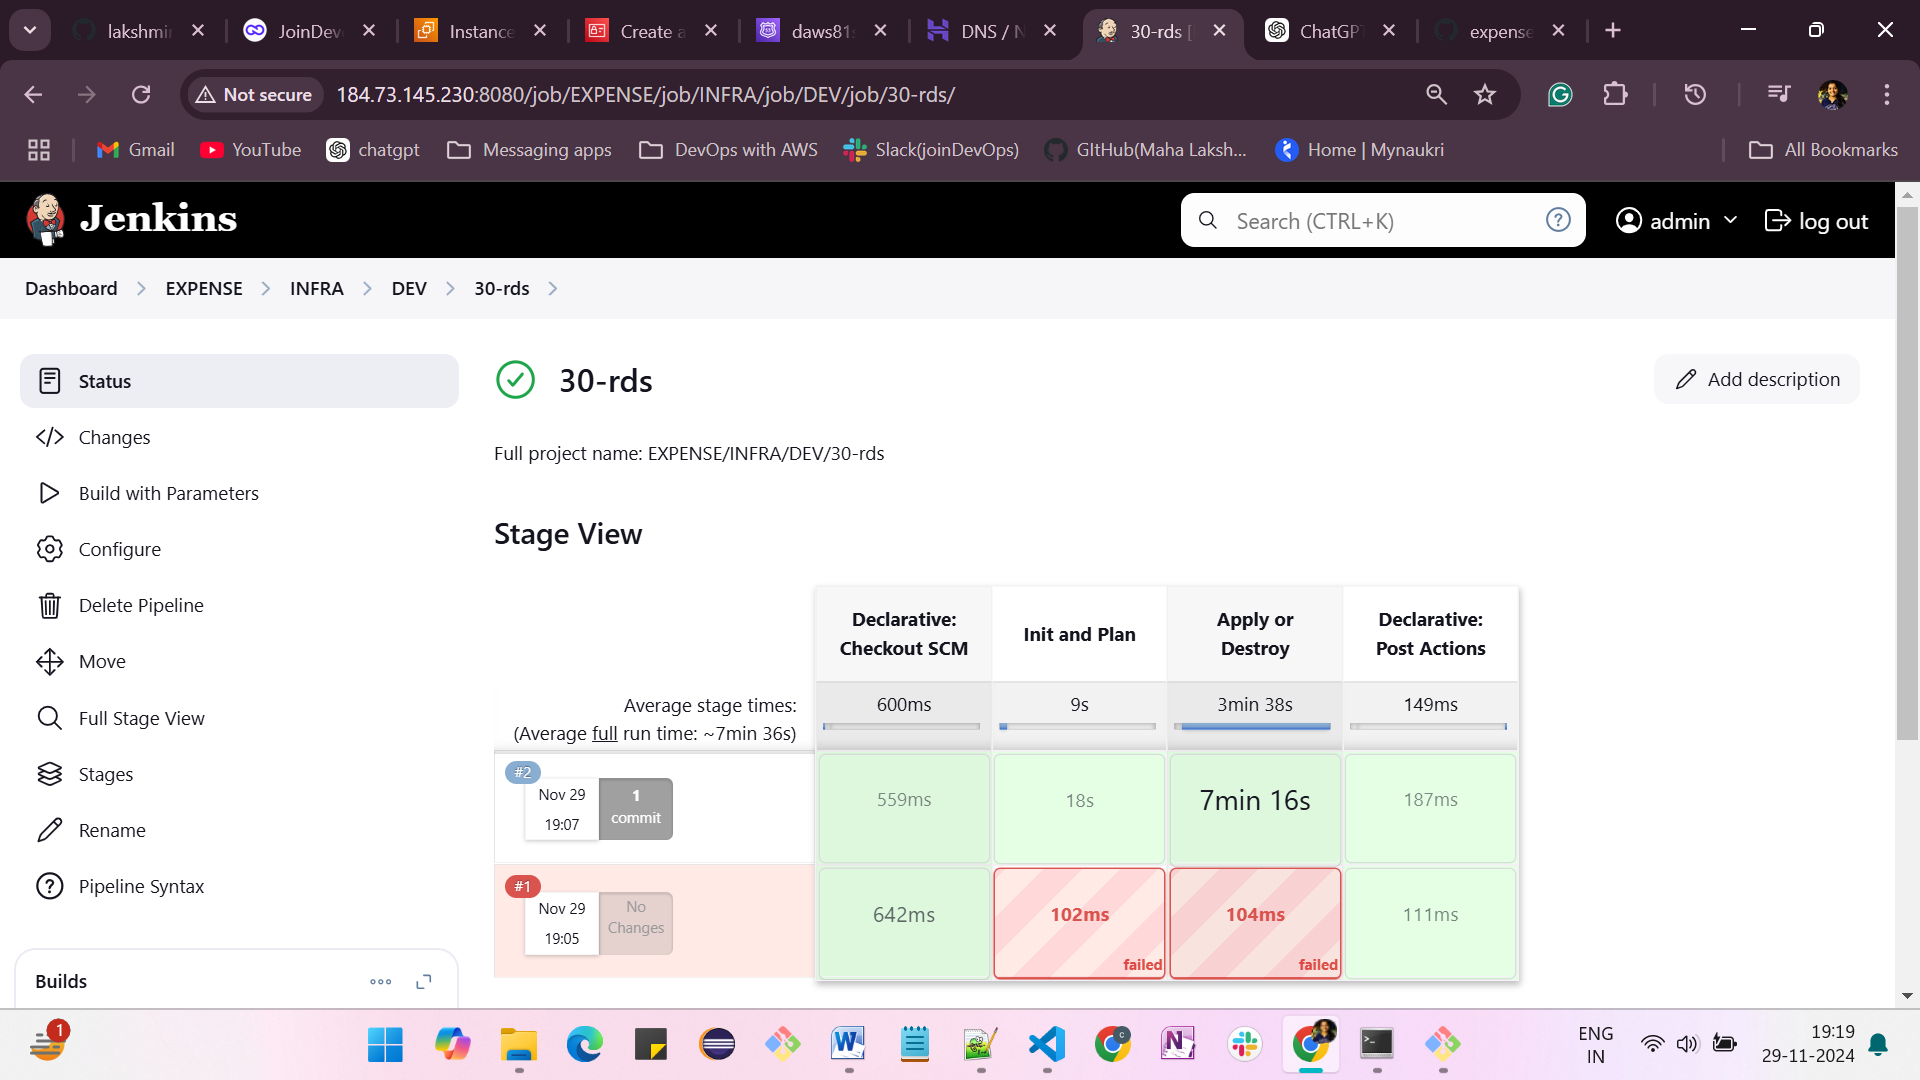 lakshmir
JoinDev
Instance
Create a
daws81s
DNS / N
30-rds [
ChatGPT
expense
Not secure
184.73.145.230:8080/job/EXPENSE/job/INFRA/job/DEV/job/30-rds/
Gmail
YouTube
chatgpt
Messaging apps
DevOps with AWS
Slack(joinDevOps)
GItHub(Maha Laksh...
Home | Mynaukri
All Bookmarks
Jenkins
Search (CTRL+K)
admin
log out
Dashboard
EXPENSE
INFRA
DEV
30-rds
Status
Changes
Build with Parameters
Configure
Delete Pipeline
Move
Full Stage View
Stages
Rename
Pipeline Syntax
Builds
30-rds
Add description
Full project name: EXPENSE/INFRA/DEV/30-rds
Stage View
Declarative:
Checkout SCM
Init and Plan
Apply or
Destroy
Declarative:
Post Actions
Average stage times:
(Average full run time: ~7min 36s)
600ms
9s
3min 38s
149ms
#2
Nov 29
19:07
1
commit
559ms
18s
7min 16s
187ms
#1
Nov 29
19:05
No
Changes
642ms
102ms
failed
104ms
failed
111ms
1
ENG
IN
19:19
29-11-2024